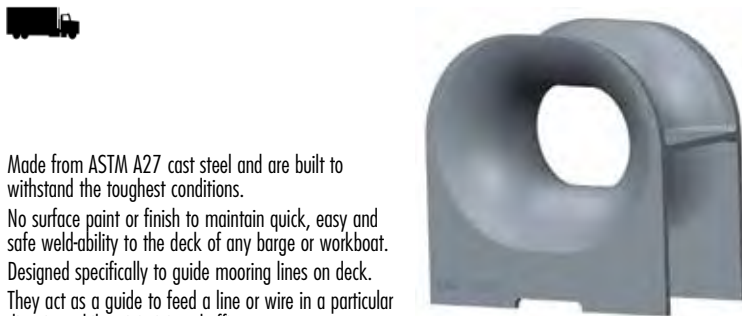 Made from ASTM A27 cast steel and are built to
withstand the toughest conditions.
No surface paint or finish to maintain quick, easy and
safe weld-ability to the deck of any barge or workboat.
Designed specifically to guide mooring lines on deck.
They act as a guide to feed a line or wire in a particular